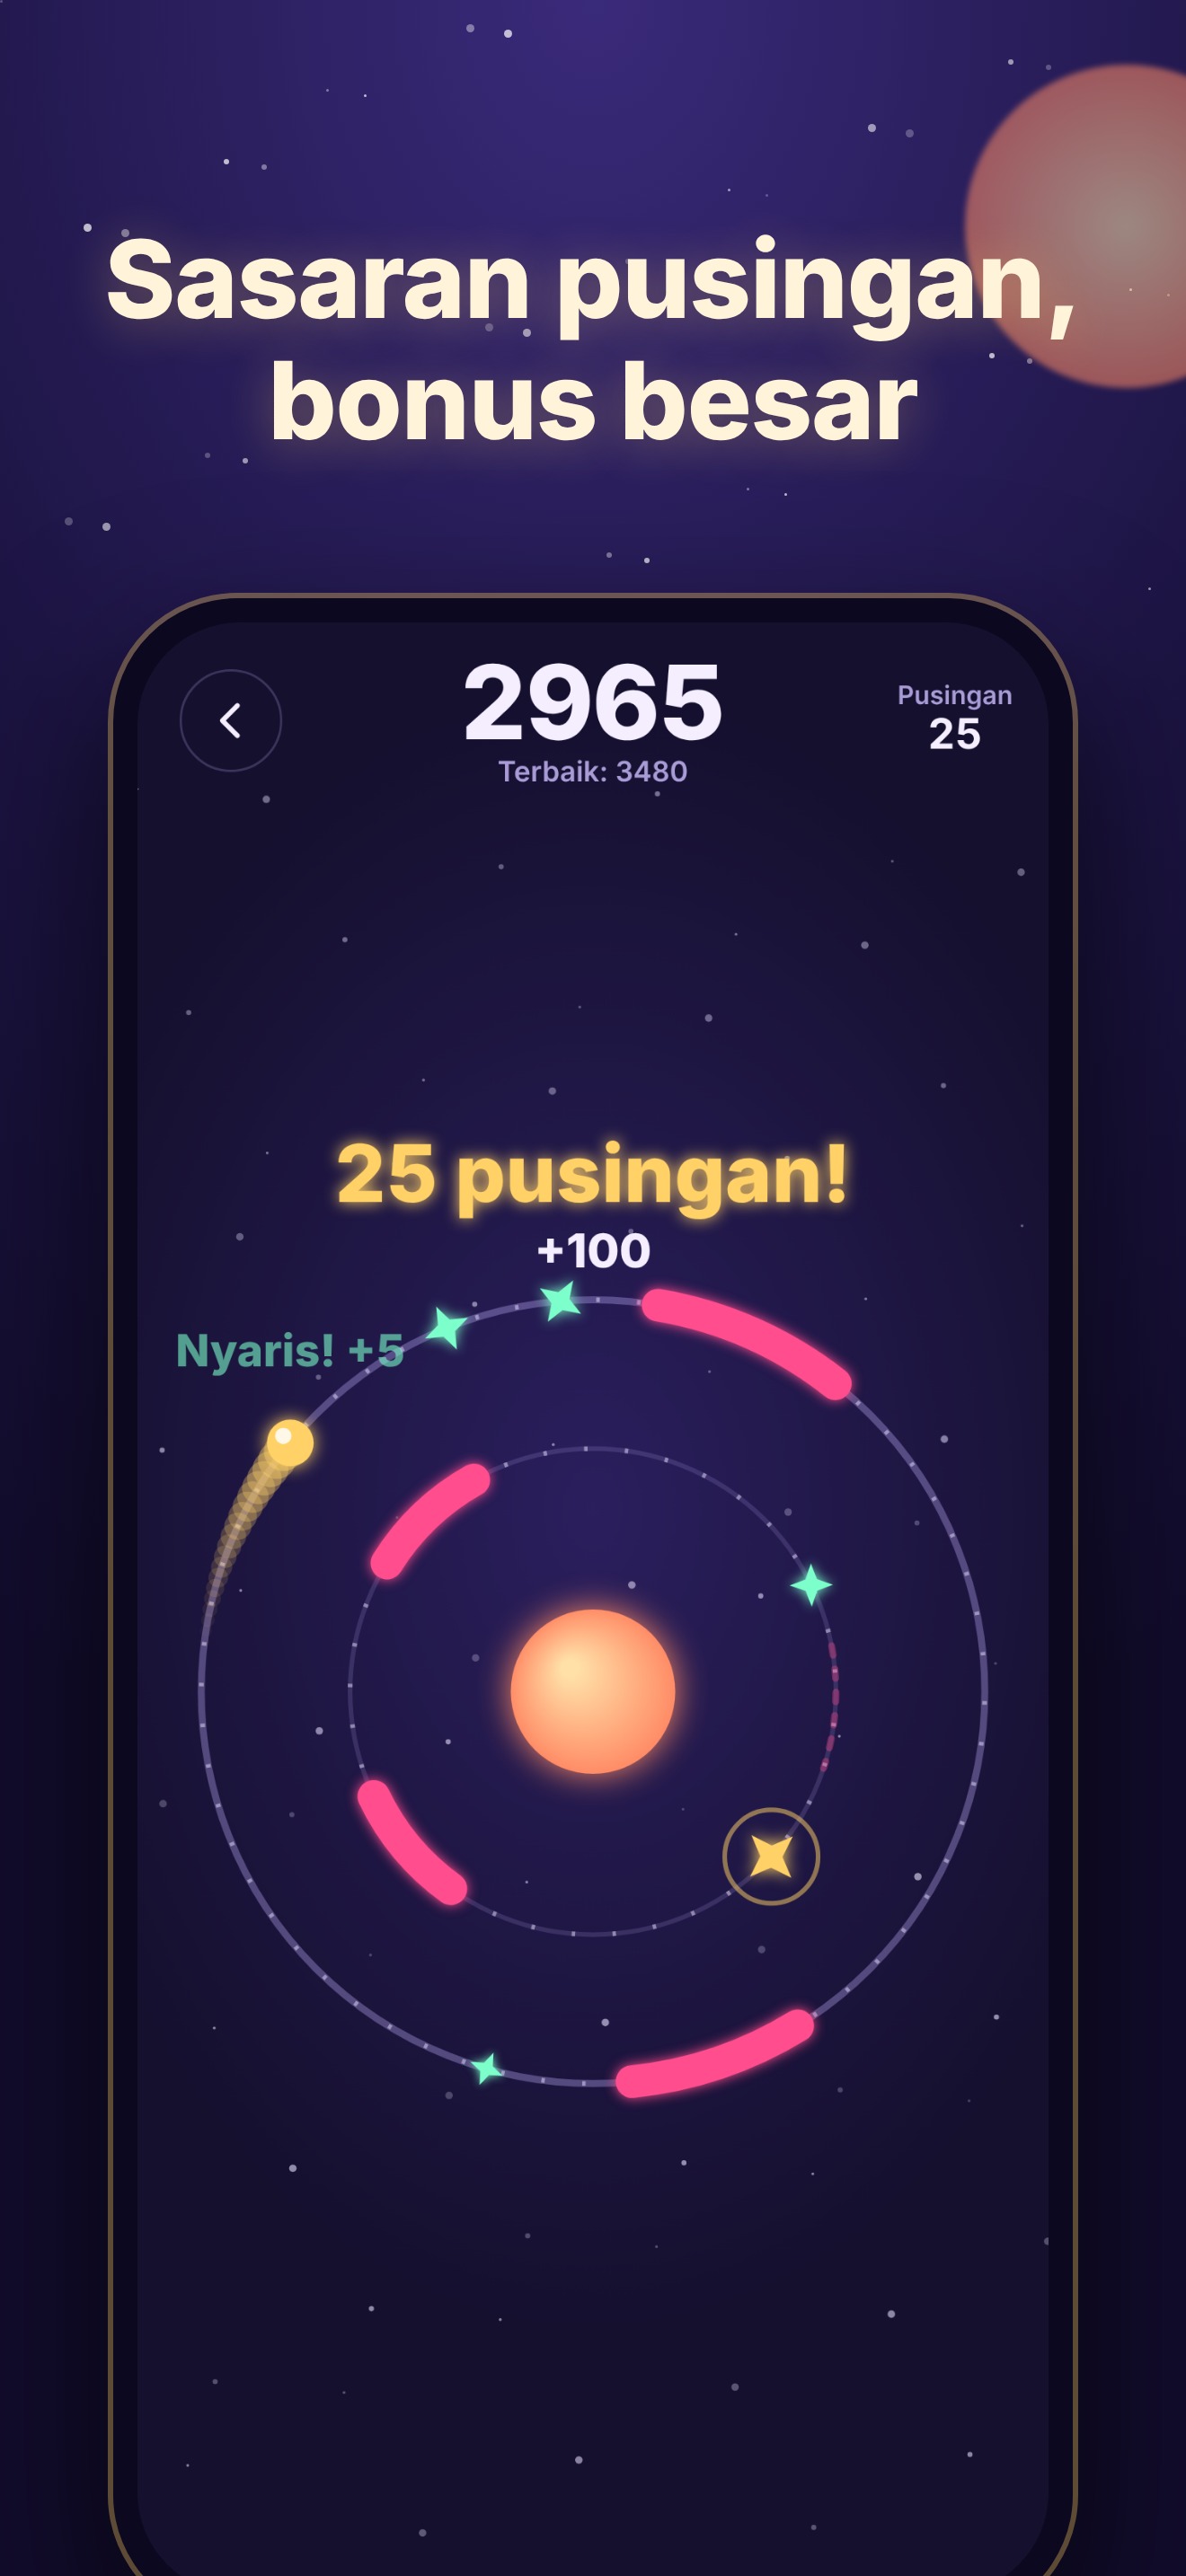 Sasaran pusingan,
bonus besar
2965
Terbaik: 3480
Pusingan
25
25 pusingan!
+100
Nyaris! +5